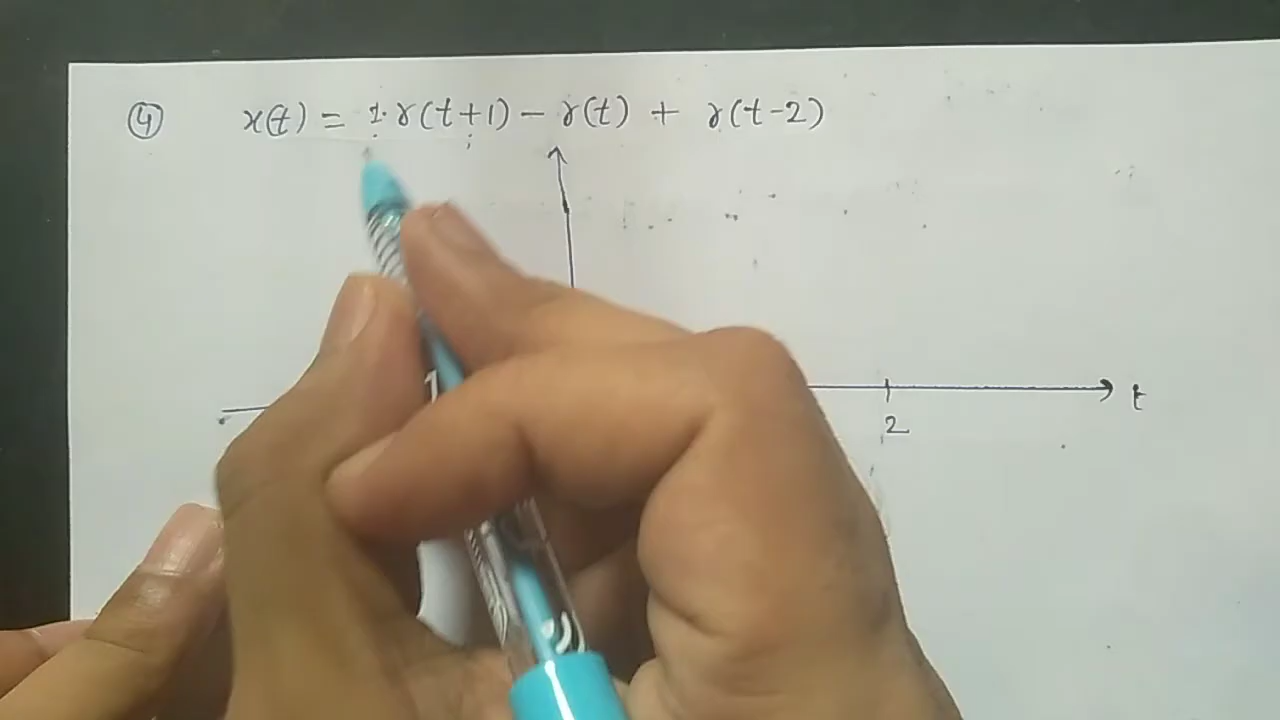 ④ x(t) = 1·r(t+1) − r(t) + r(t-2)
t
2